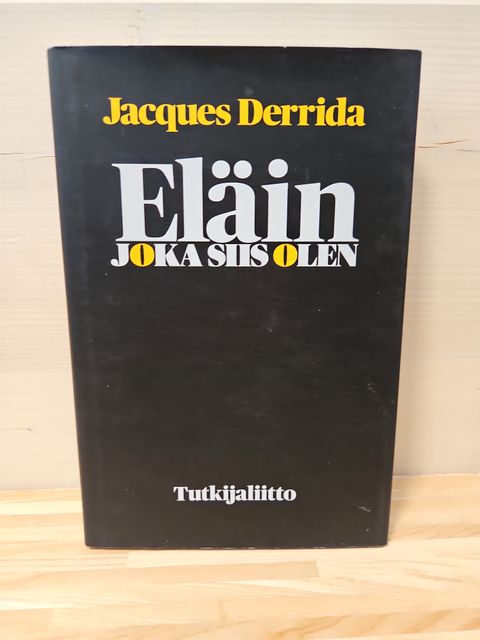 Jacques Derrida
Eläin
JOKA SIIS OLEN
Tutkijaliitto